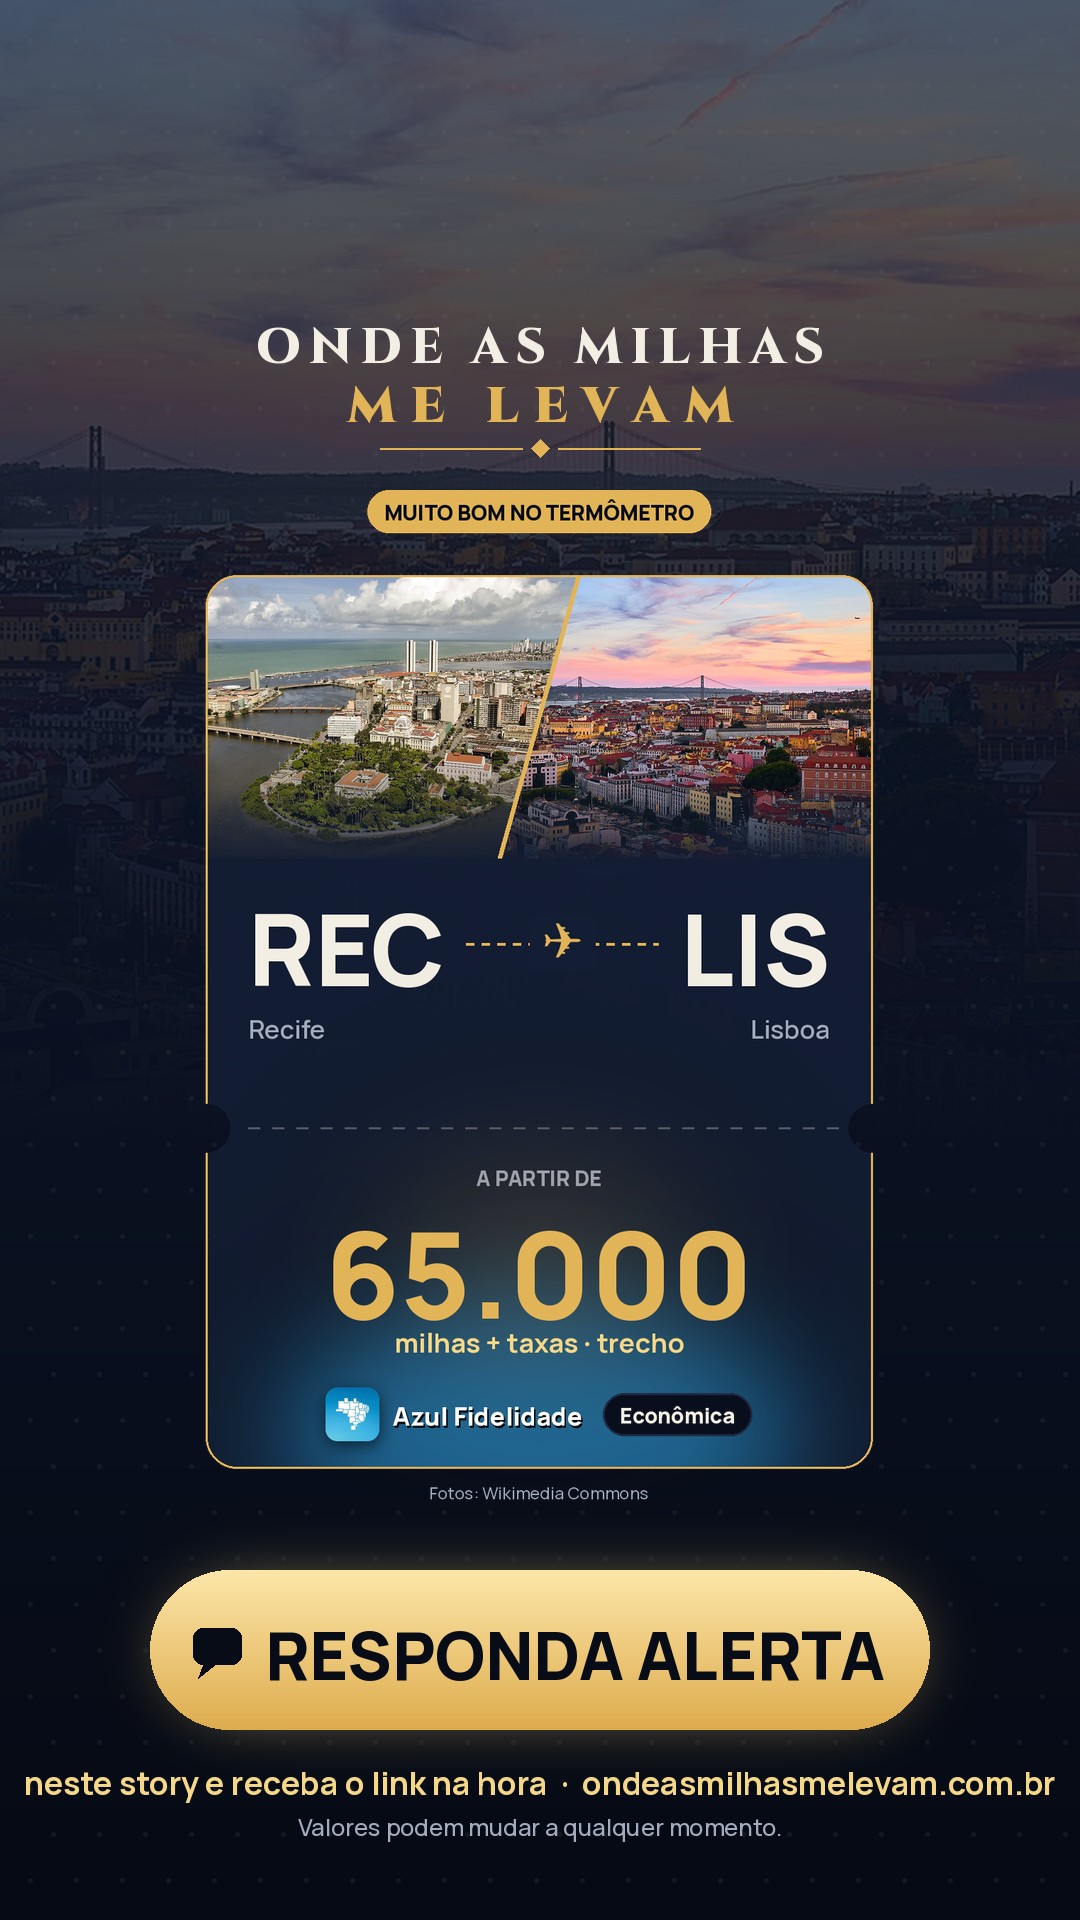 ONDE AS MILHAS
ME LEVAM
MUITO BOM NO TERMÔMETRO
REC LIS
Recife Lisboa
A PARTIR DE
65.000
milhas + taxas · trecho
Azul Fidelidade Econômica
Fotos: Wikimedia Commons
RESPONDA ALERTA
neste story e receba o link na hora · ondeasmilhasmelevam.com.br
Valores podem mudar a qualquer momento.